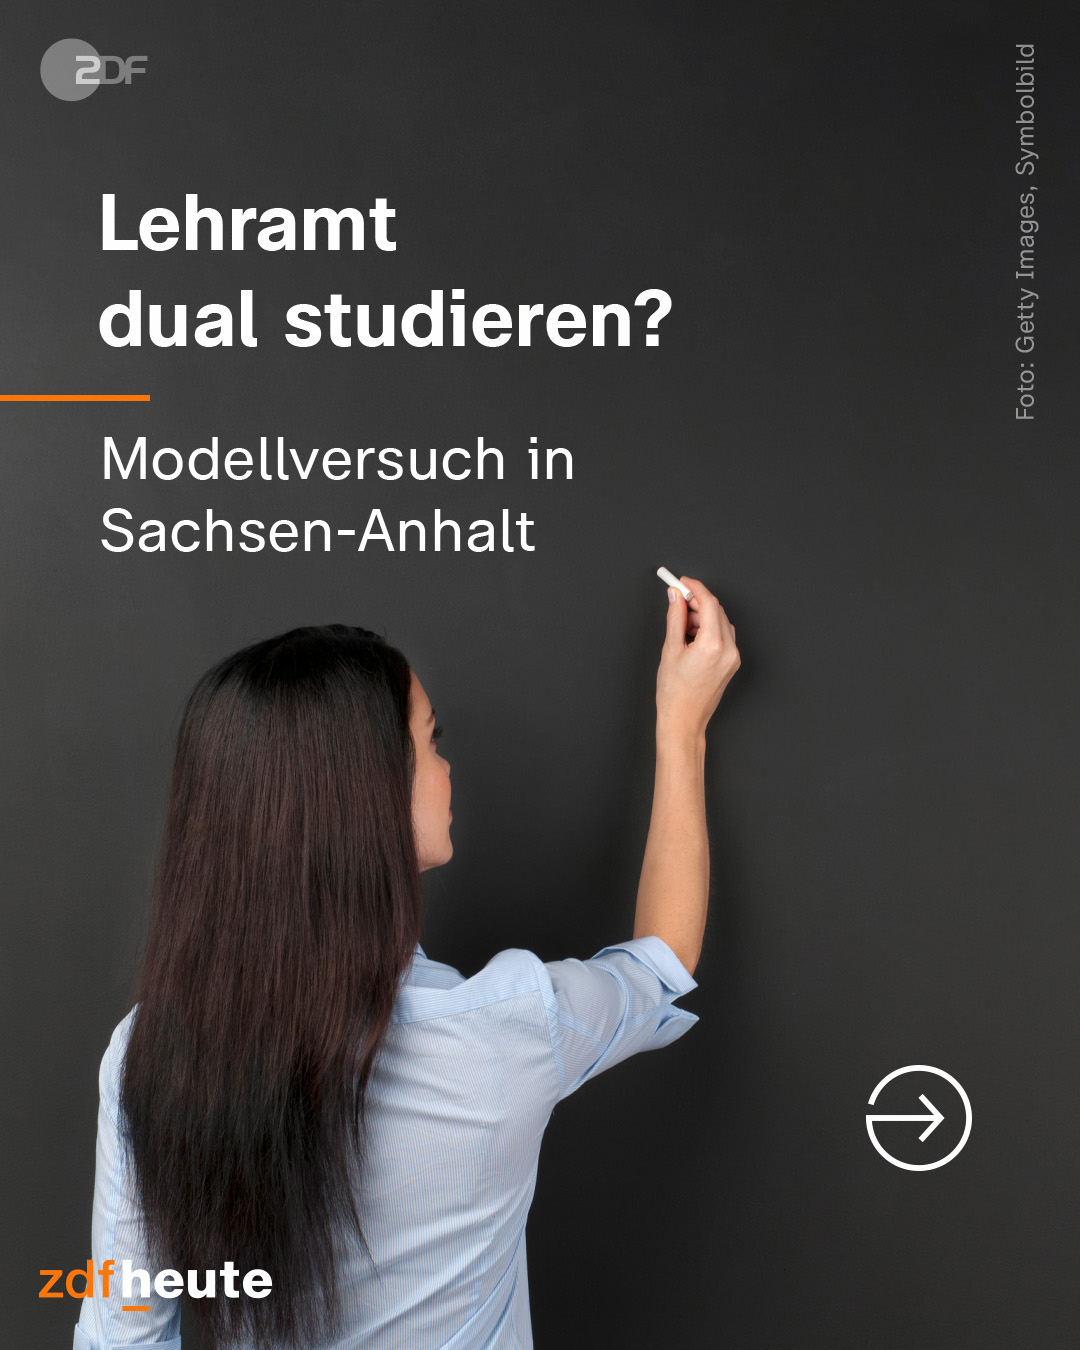 ZDF
Foto: Getty Images, Symbolbild
Lehramt
dual studieren?
Modellversuch in
Sachsen-Anhalt
zdfheute